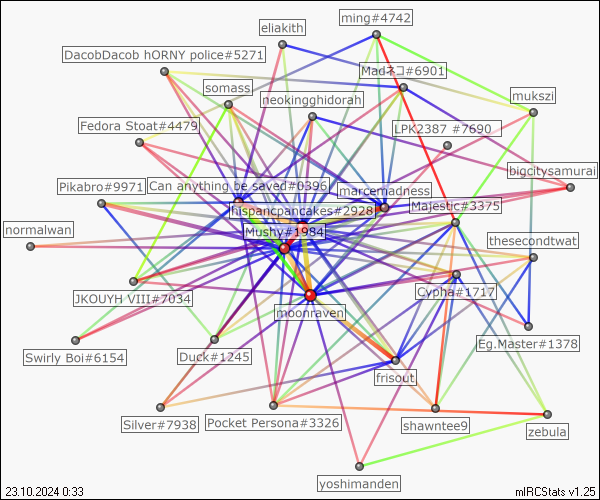 ming#4742
eliakith
DacobDacob hORNY police#5271
Madネコ#6901
somass
neokingghidorah
mukszi
Fedora Stoat#4479
LPK2387 #7690
bigcitysamurai
Pikabro#9971
Can anything be saved#0396
marcemadness
hispanicpancakes#2928
Majestic#3375
Mushy#1984
normalwan
thesecondtwat
JKOUYH VIII#7034
Cypha#1717
moonraven
Eg.Master#1378
Swirly Boi#6154
Duck#1245
frisout
Silver#7938
Pocket Persona#3326
shawntee9
zebula
yoshimanden
23.10.2024 0:33
mIRCStats v1.25